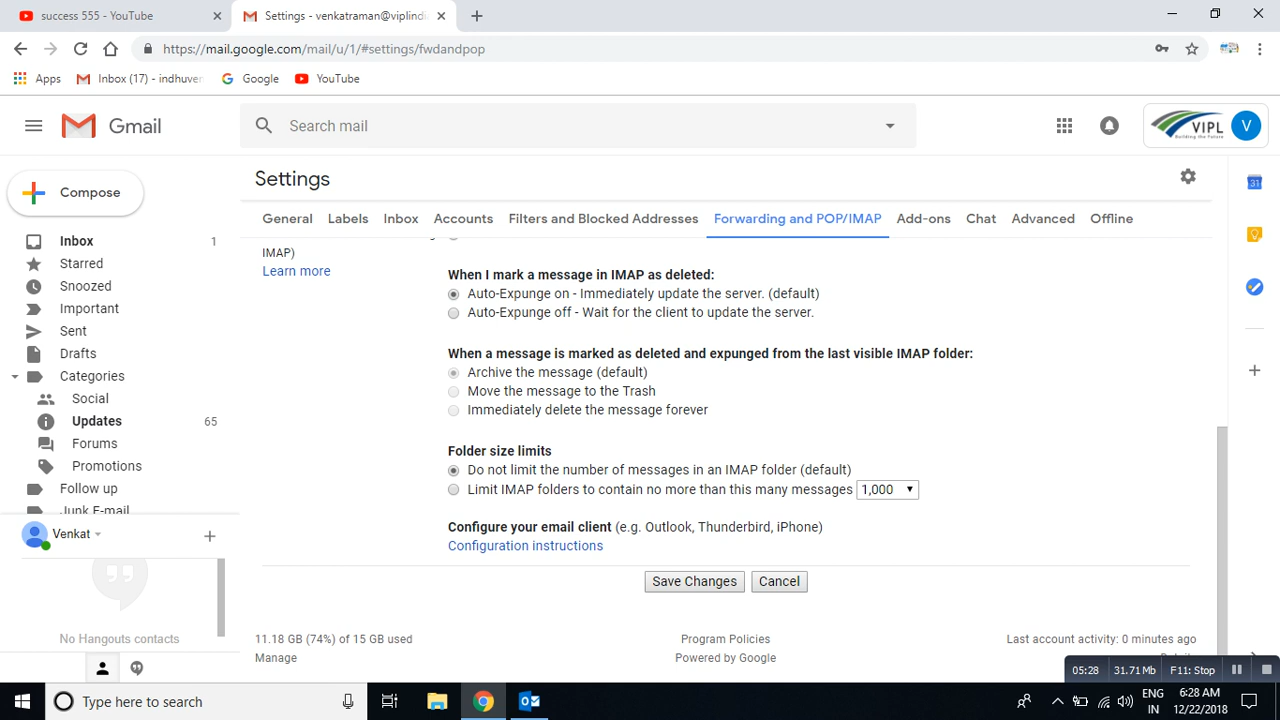 success 555 - YouTube
Settings - venkatraman@viplindi
https://mail.google.com/mail/u/1/#settings/fwdandpop
Apps
Inbox (17) - indhuven
Google
YouTube
Gmail
Search mail
VIPL
Building the Future
V
Compose
Settings
General
Labels
Inbox
Accounts
Filters and Blocked Addresses
Forwarding and POP/IMAP
Add-ons
Chat
Advanced
Offline
Inbox 1
Starred
Snoozed
Important
Sent
Drafts
Categories
Social
Updates 65
Forums
Promotions
Follow up
Junk E-mail
Venkat
No Hangouts contacts
IMAP)
Learn more
When I mark a message in IMAP as deleted:
Auto-Expunge on - Immediately update the server. (default)
Auto-Expunge off - Wait for the client to update the server.
When a message is marked as deleted and expunged from the last visible IMAP folder:
Archive the message (default)
Move the message to the Trash
Immediately delete the message forever
Folder size limits
Do not limit the number of messages in an IMAP folder (default)
Limit IMAP folders to contain no more than this many messages 1,000
Configure your email client (e.g. Outlook, Thunderbird, iPhone)
Configuration instructions
Save Changes
Cancel
11.18 GB (74%) of 15 GB used
Manage
Program Policies
Powered by Google
Last account activity: 0 minutes ago
31
05:28
31.71 Mb
F11: Stop
Type here to search
ENG
IN
6:28 AM
12/22/2018